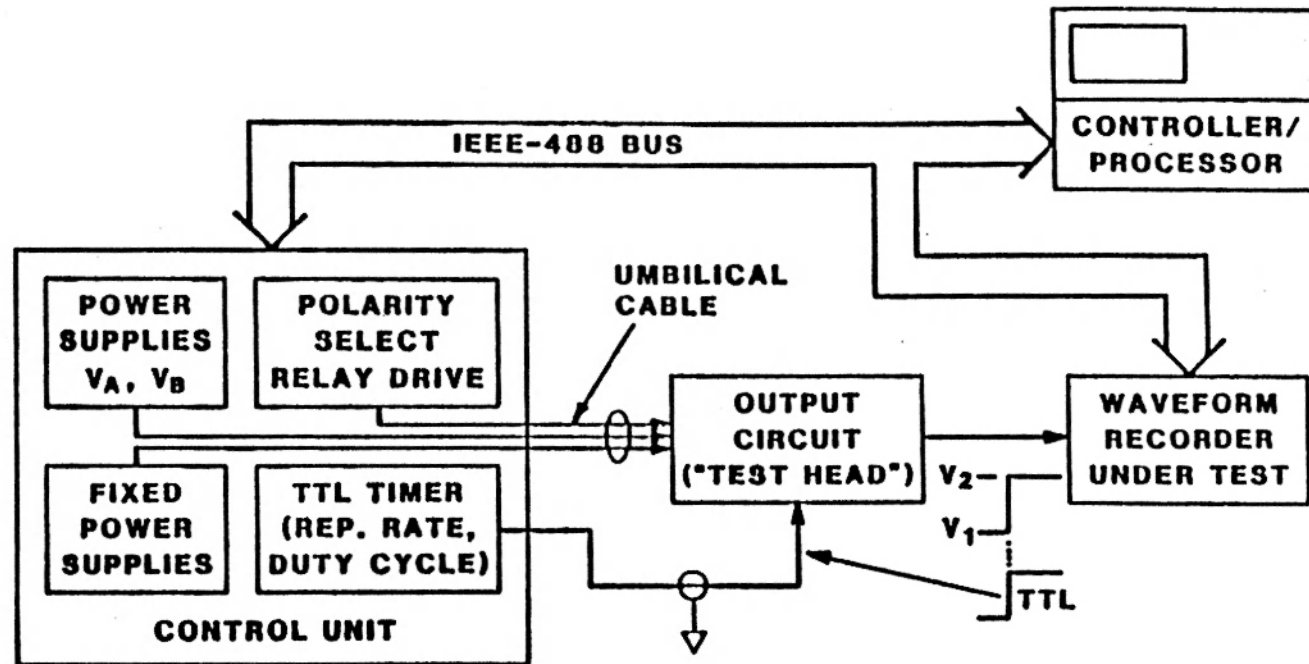 IEEE-488 BUS
CONTROLLER/
PROCESSOR
POWER
SUPPLIES
VA, VB
POLARITY
SELECT
RELAY DRIVE
UMBILICAL
CABLE
FIXED
POWER
SUPPLIES
TTL TIMER
(REP. RATE,
DUTY CYCLE)
CONTROL UNIT
OUTPUT
CIRCUIT
("TEST HEAD")
WAVEFORM
RECORDER
UNDER TEST
V2
V1
TTL